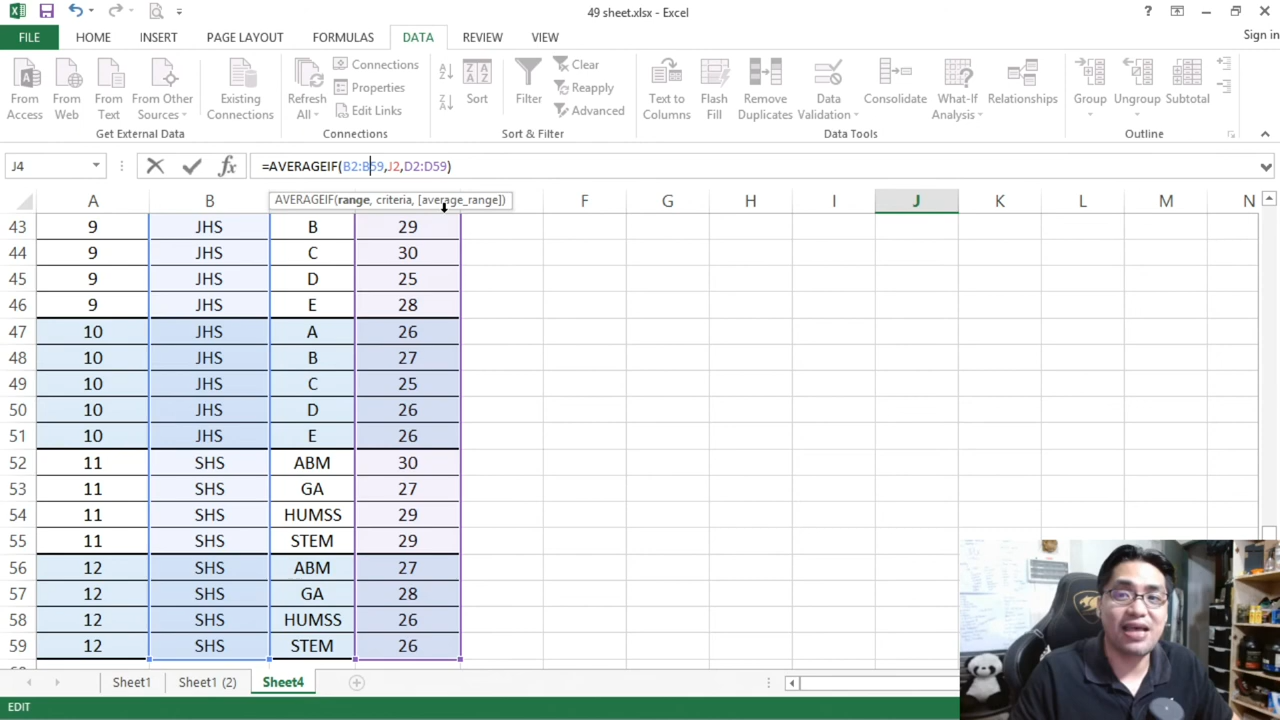 49 sheet.xlsx - Excel
Sign in
FILE HOME INSERT PAGE LAYOUT FORMULAS DATA REVIEW VIEW
From Access
From Web
From Text
From Other Sources
Existing Connections
Get External Data
Refresh All
Connections
Properties
Edit Links
Connections
Sort
Filter
Clear
Reapply
Advanced
Sort & Filter
Text to Columns
Flash Fill
Remove Duplicates
Data Validation
Consolidate
What-If Analysis
Relationships
Data Tools
Group
Ungroup
Subtotal
Outline
J4 fx =AVERAGEIF(B2:B59,J2,D2:D59)
AVERAGEIF(range, criteria, [average_range])
A B F G H I J K L M N
43 9 JHS B 29
44 9 JHS C 30
45 9 JHS D 25
46 9 JHS E 28
47 10 JHS A 26
48 10 JHS B 27
49 10 JHS C 25
50 10 JHS D 26
51 10 JHS E 26
52 11 SHS ABM 30
53 11 SHS GA 27
54 11 SHS HUMSS 29
55 11 SHS STEM 29
56 12 SHS ABM 27
57 12 SHS GA 28
58 12 SHS HUMSS 26
59 12 SHS STEM 26
Sheet1 Sheet1 (2) Sheet4
EDIT